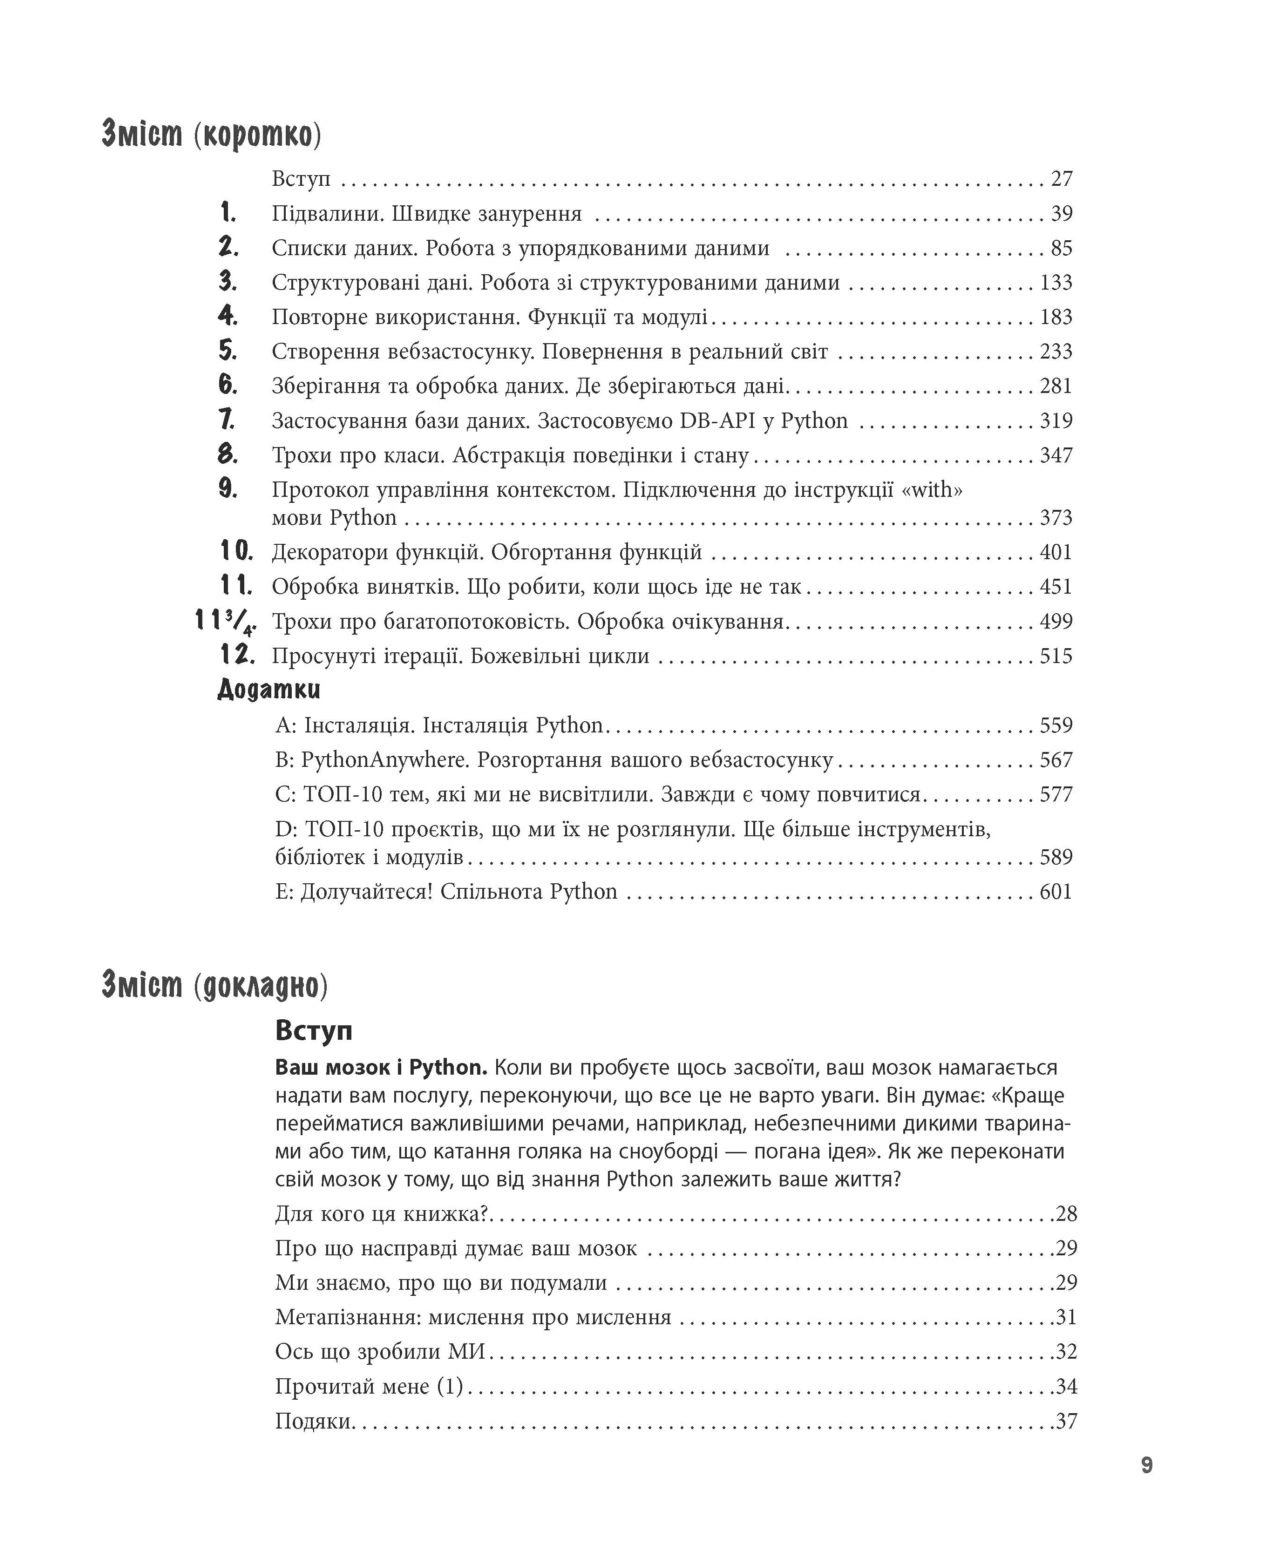 Зміст (коротко)
Вступ 27
1. Підвалини. Швидке занурення 39
2. Списки даних. Робота з упорядкованими даними 85
3. Структуровані дані. Робота зі структурованими даними 133
4. Повторне використання. Функції та модулі 183
5. Створення вебзастосунку. Повернення в реальний світ 233
6. Зберігання та обробка даних. Де зберігаються дані 281
7. Застосування бази даних. Застосовуємо DB-API у Python 319
8. Трохи про класи. Абстракція поведінки і стану 347
9. Протокол управління контекстом. Підключення до інструкції «with»
мови Python 373
10. Декоратори функцій. Обгортання функцій 401
11. Обробка винятків. Що робити, коли щось іде не так 451
11 3/4. Трохи про багатопотоковість. Обробка очікування 499
12. Просунуті ітерації. Божевільні цикли 515
Додатки
A: Інсталяція. Інсталяція Python 559
B: PythonAnywhere. Розгортання вашого вебзастосунку 567
C: ТОП-10 тем, які ми не висвітлили. Завжди є чому повчитися 577
D: ТОП-10 проєктів, що ми їх не розглянули. Ще більше інструментів,
бібліотек і модулів 589
E: Долучайтеся! Спільнота Python 601
Зміст (докладно)
Вступ
Ваш мозок і Python. Коли ви пробуєте щось засвоїти, ваш мозок намагається
надати вам послугу, переконуючи, що все це не варто уваги. Він думає: «Краще
перейматися важливішими речами, наприклад, небезпечними дикими тварина-
ми або тим, що катання голяка на сноуборді — погана ідея». Як же переконати
свій мозок у тому, що від знання Python залежить ваше життя?
Для кого ця книжка? 28
Про що насправді думає ваш мозок 29
Ми знаємо, про що ви подумали 29
Метапізнання: мислення про мислення 31
Ось що зробили МИ 32
Прочитай мене (1) 34
Подяки 37
9